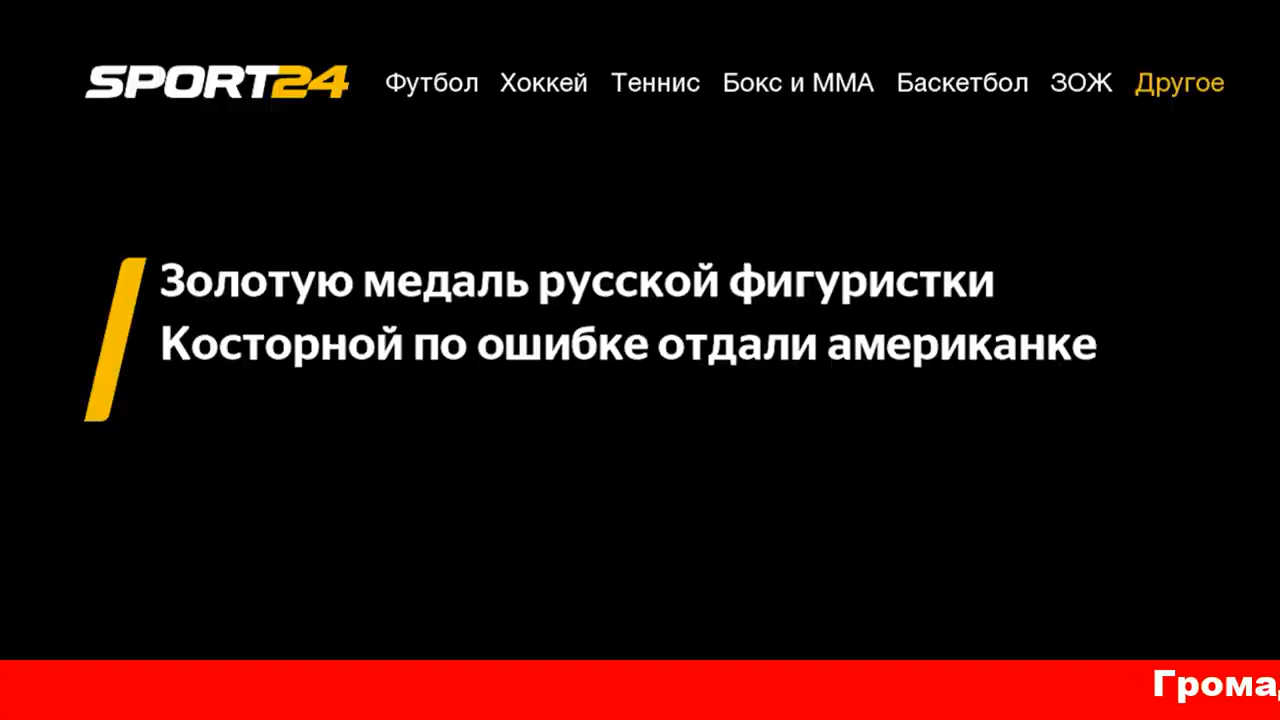 SPORT24 Футбол Хоккей Теннис Бокс и ММА Баскетбол ЗОЖ Другое
Золотую медаль русской фигуристки
Косторной по ошибке отдали американке